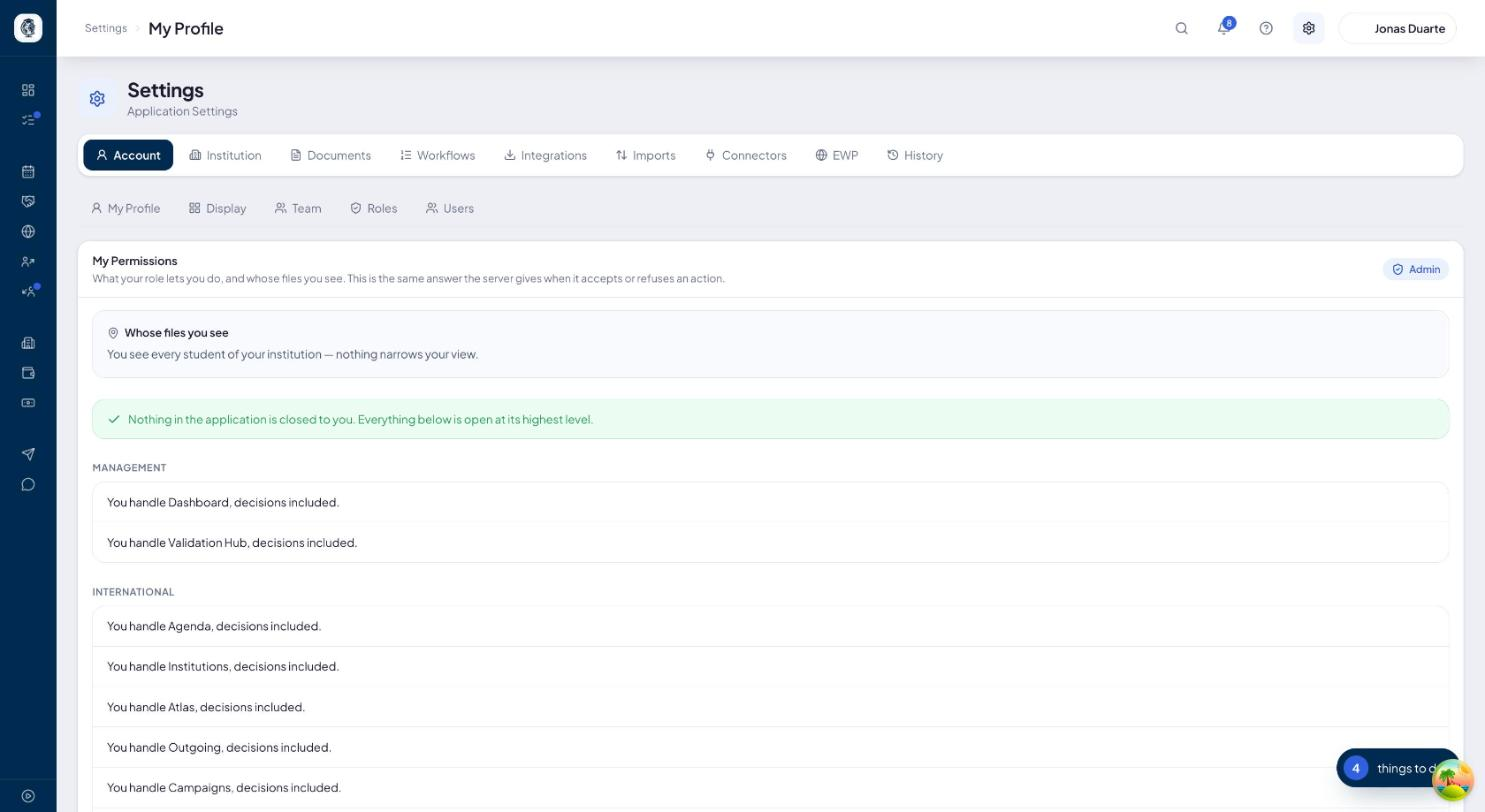 Settings
My Profile
8
Jonas Duarte
Settings
Application Settings
Account
Institution
Documents
Workflows
Integrations
Imports
Connectors
EWP
History
My Profile
Display
Team
Roles
Users
My Permissions
What your role lets you do, and whose files you see. This is the same answer the server gives when it accepts or refuses an action.
Admin
Whose files you see
You see every student of your institution — nothing narrows your view.
Nothing in the application is closed to you. Everything below is open at its highest level.
MANAGEMENT
You handle Dashboard, decisions included.
You handle Validation Hub, decisions included.
INTERNATIONAL
You handle Agenda, decisions included.
You handle Institutions, decisions included.
You handle Atlas, decisions included.
You handle Outgoing, decisions included.
You handle Campaigns, decisions included.
4 things to d